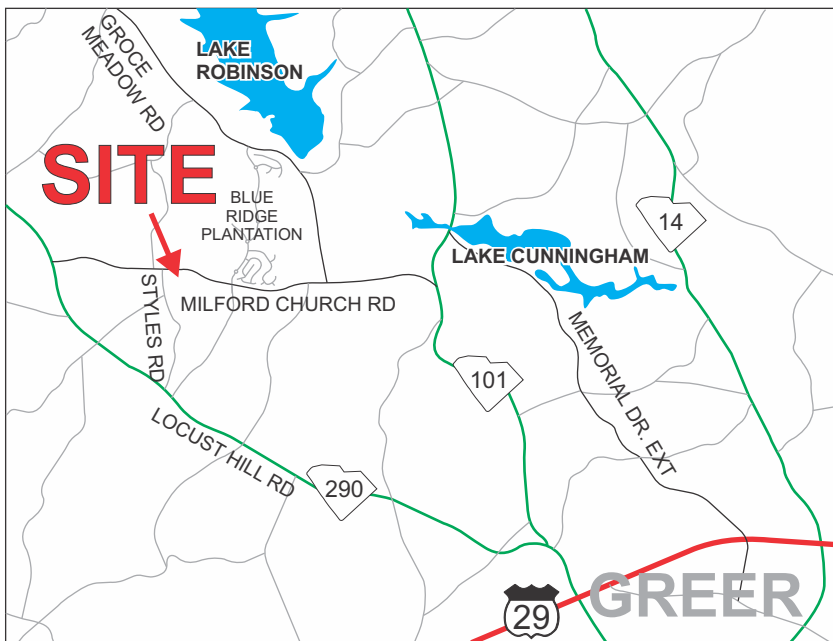 GROCE
MEADOW RD
LAKE
ROBINSON
SITE
BLUE
RIDGE
PLANTATION
14
LAKE CUNNINGHAM
STYLES RD
MILFORD CHURCH RD
MEMORIAL DR. EXT
101
LOCUST HILL RD
290
GREER
29